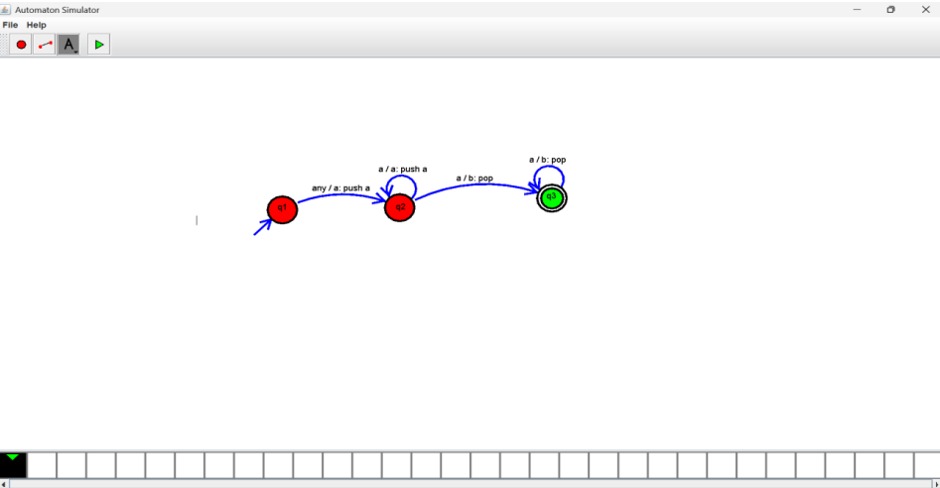 Automaton Simulator
File Help
A
a / b: pop
a / a: push a
a / b: pop
any / a: push a
q3
q1
q2